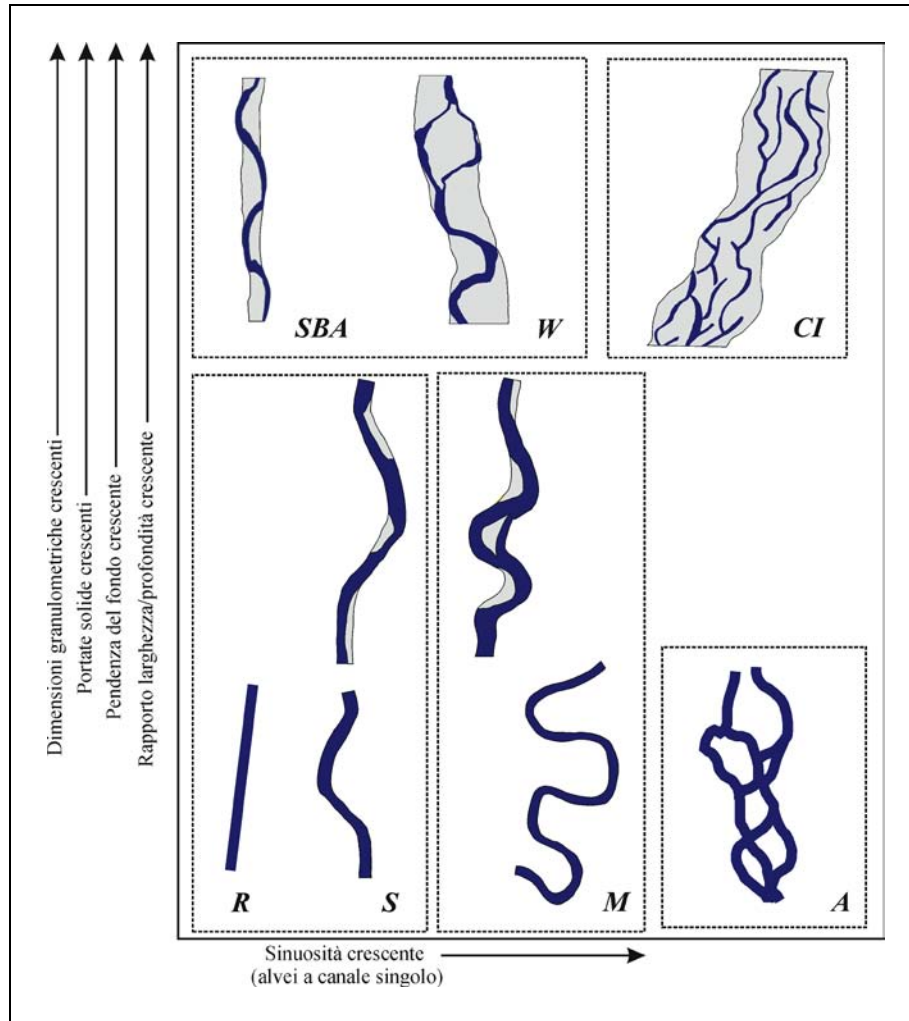 Dimensioni granulometriche crescenti
Portate solide crescenti
Pendenza del fondo crescente
Rapporto larghezza/profondità crescente
SBA
W
CI
R
S
M
A
Sinuosità crescente
(alvei a canale singolo)